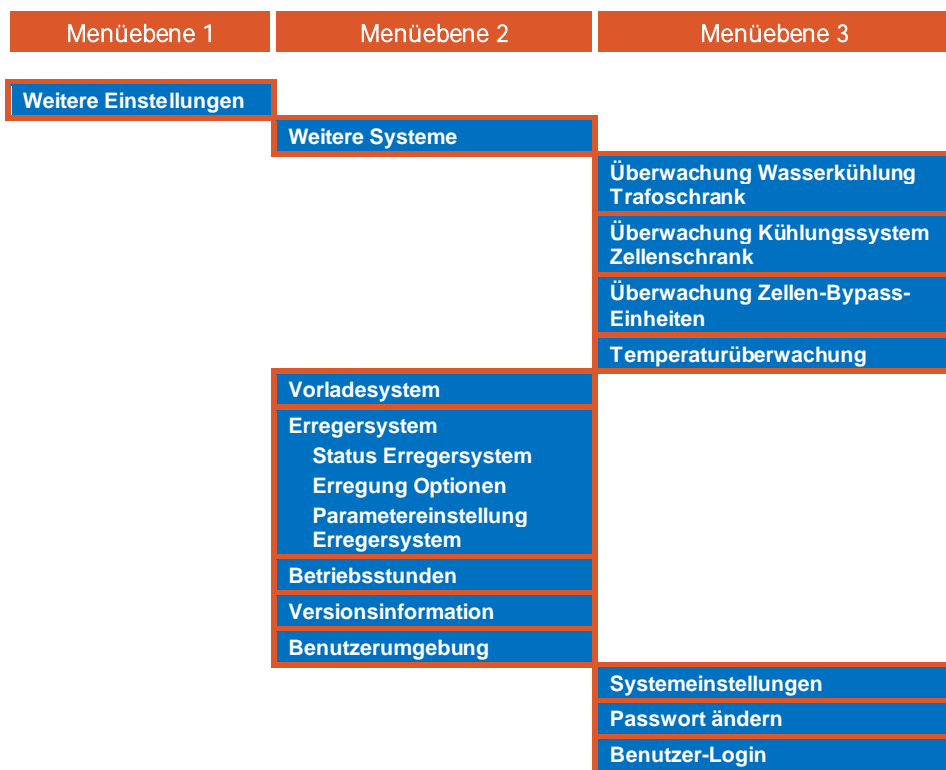 Menüebene 1
Menüebene 2
Menüebene 3
Weitere Einstellungen
Weitere Systeme
Überwachung Wasserkühlung
Trafoschrank
Überwachung Kühlungssystem
Zellenschrank
Überwachung Zellen-Bypass-
Einheiten
Temperaturüberwachung
Vorladesystem
Erregersystem
Status Erregersystem
Erregung Optionen
Parametereinstellung
Erregersystem
Betriebsstunden
Versionsinformation
Benutzerumgebung
Systemeinstellungen
Passwort ändern
Benutzer-Login